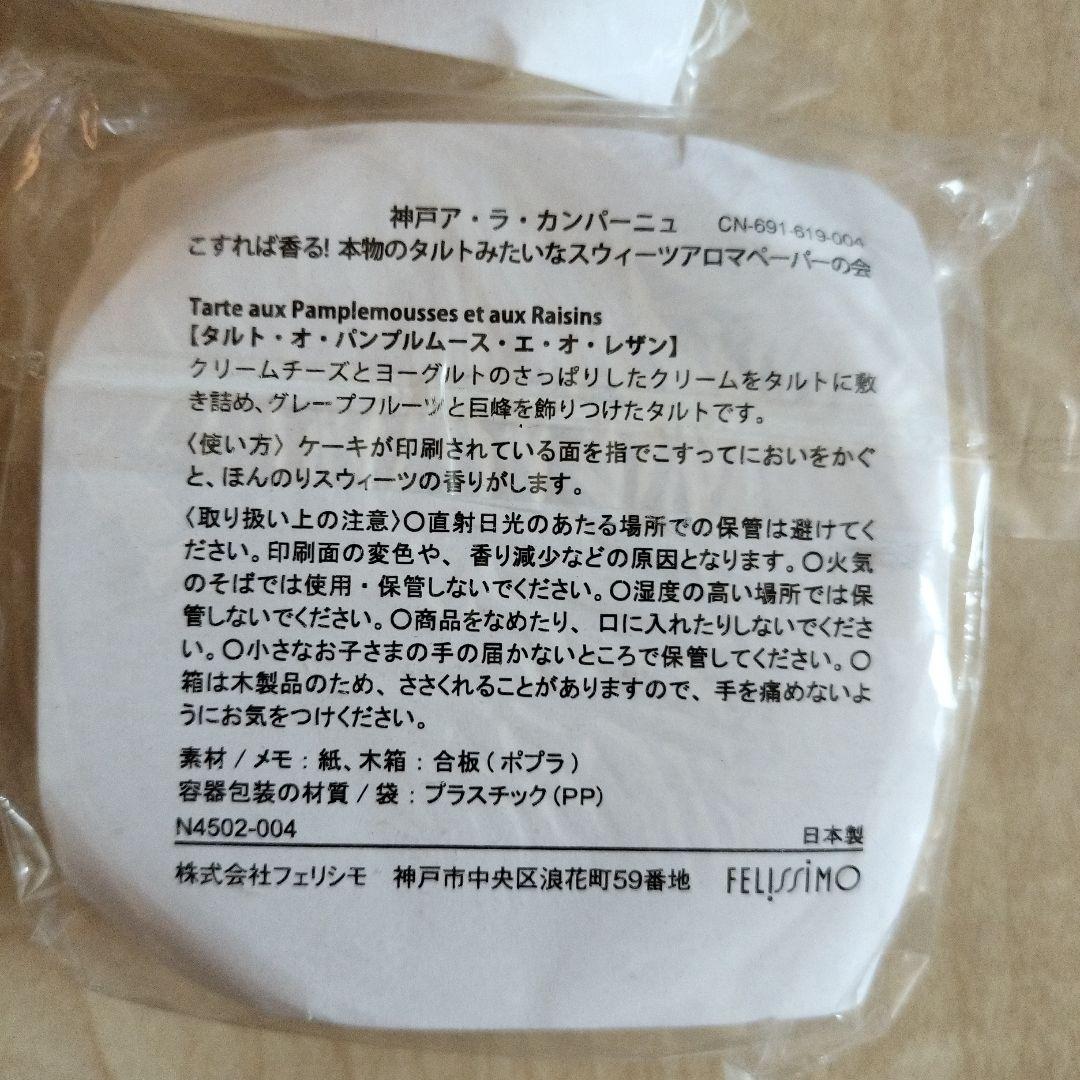 神戸ア・ラ・カンパーニュ CN-691-619-004
こすれば香る! 本物のタルトみたいなスウィーツアロマペーパーの会
Tarte aux Pamplemousses et aux Raisins
【タルト・オ・パンプルムース・エ・オ・レザン】
クリームチーズとヨーグルトのさっぱりしたクリームをタルトに敷
き詰め、グレープフルーツと巨峰を飾りつけたタルトです。
〈使い方〉 ケーキが印刷されている面を指でこすってにおいをかぐ
と、ほんのりスウィーツの香りがします。
〈取り扱い上の注意〉〇直射日光のあたる場所での保管は避けてく
ださい。印刷面の変色や、香り減少などの原因となります。〇火気
のそばでは使用・保管しないでください。〇湿度の高い場所では保
管しないでください。〇商品をなめたり、口に入れたりしないでくださ
い。〇小さなお子さまの手の届かないところで保管してください。〇
箱は木製品のため、ささくれることがありますので、手を痛めないよ
うにお気をつけください。
素材 / メモ : 紙、木箱 : 合板 ( ポプラ )
容器包装の材質 / 袋 : プラスチック (PP)
N4502-004 日本製
株式会社フェリシモ 神戸市中央区浪花町59番地 FELISSIMO